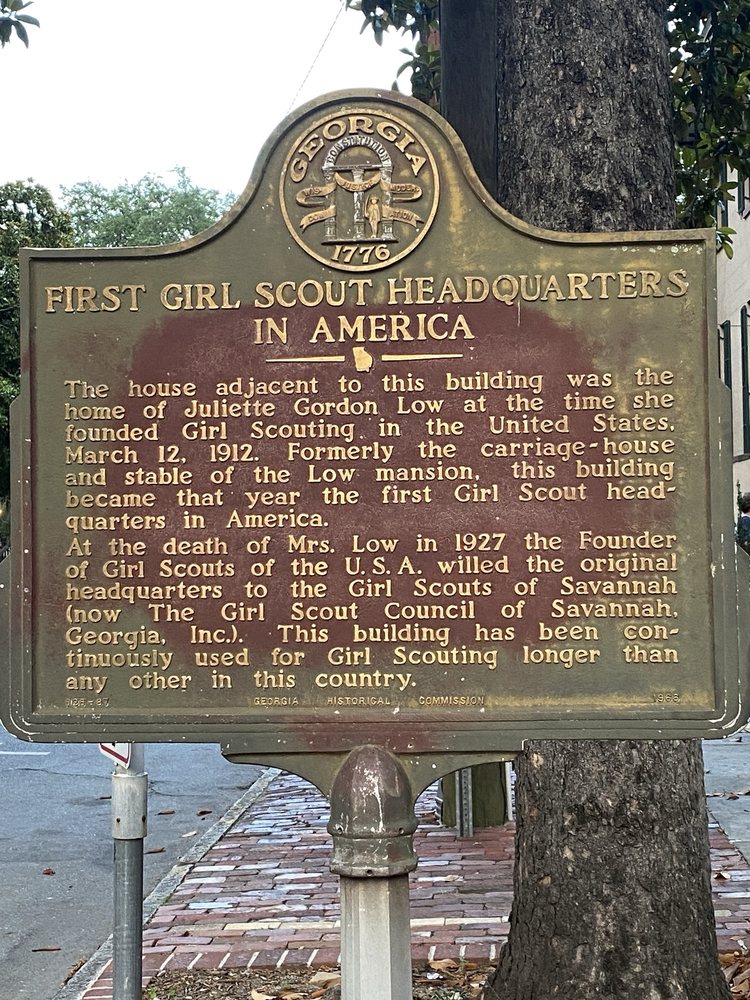 GEORGIA
CONSTITUTION
WISDOM JUSTICE MODERATION
1776
FIRST GIRL SCOUT HEADQUARTERS
IN AMERICA
The house adjacent to this building was the
home of Juliette Gordon Low at the time she
founded Girl Scouting in the United States,
March 12, 1912. Formerly the carriage-house
and stable of the Low mansion, this building
became that year the first Girl Scout head-
quarters in America.
At the death of Mrs. Low in 1927 the Founder
of Girl Scouts of the U.S.A. willed the original
headquarters to the Girl Scouts of Savannah
(now The Girl Scout Council of Savannah,
Georgia, Inc.). This building has been con-
tinuously used for Girl Scouting longer than
any other in this country.
GEORGIA HISTORICAL COMMISSION